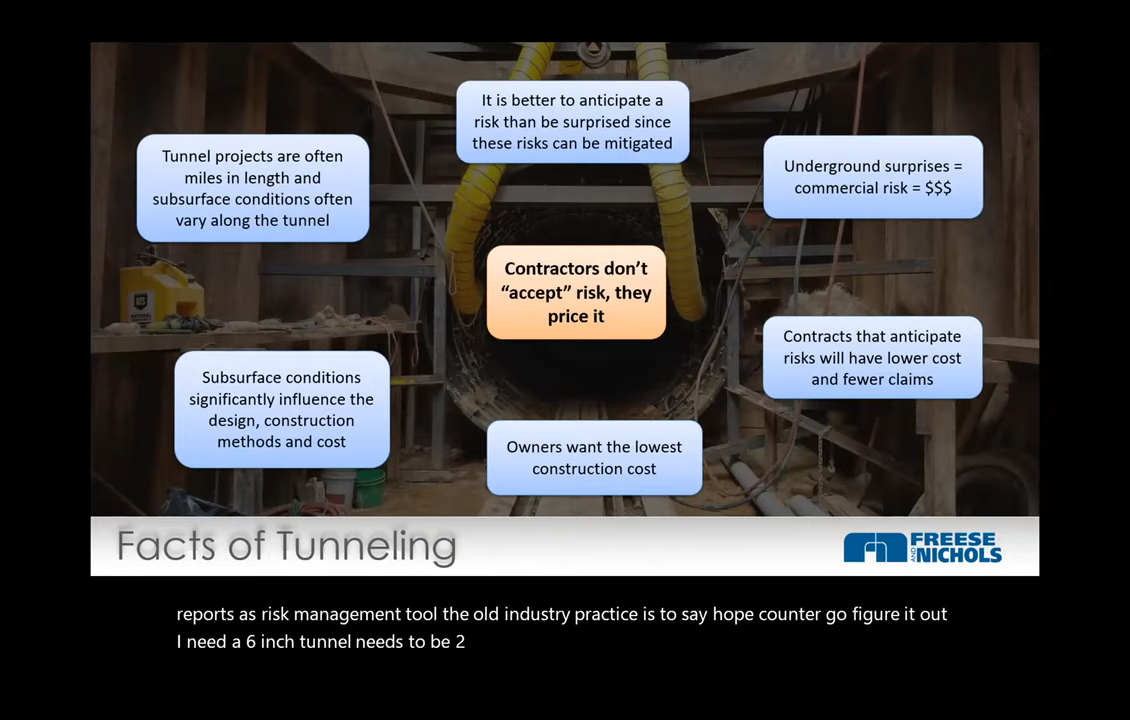 It is better to anticipate a
risk than be surprised since
these risks can be mitigated
Tunnel projects are often
miles in length and
subsurface conditions often
vary along the tunnel
Underground surprises =
commercial risk = $$$
Contractors don’t
“accept” risk, they
price it
Contracts that anticipate
risks will have lower cost
and fewer claims
Subsurface conditions
significantly influence the
design, construction
methods and cost
Owners want the lowest
construction cost
Facts of Tunneling
FREESE
AND
NICHOLS
reports as risk management tool the old industry practice is to say hope counter go figure it out
I need a 6 inch tunnel needs to be 2